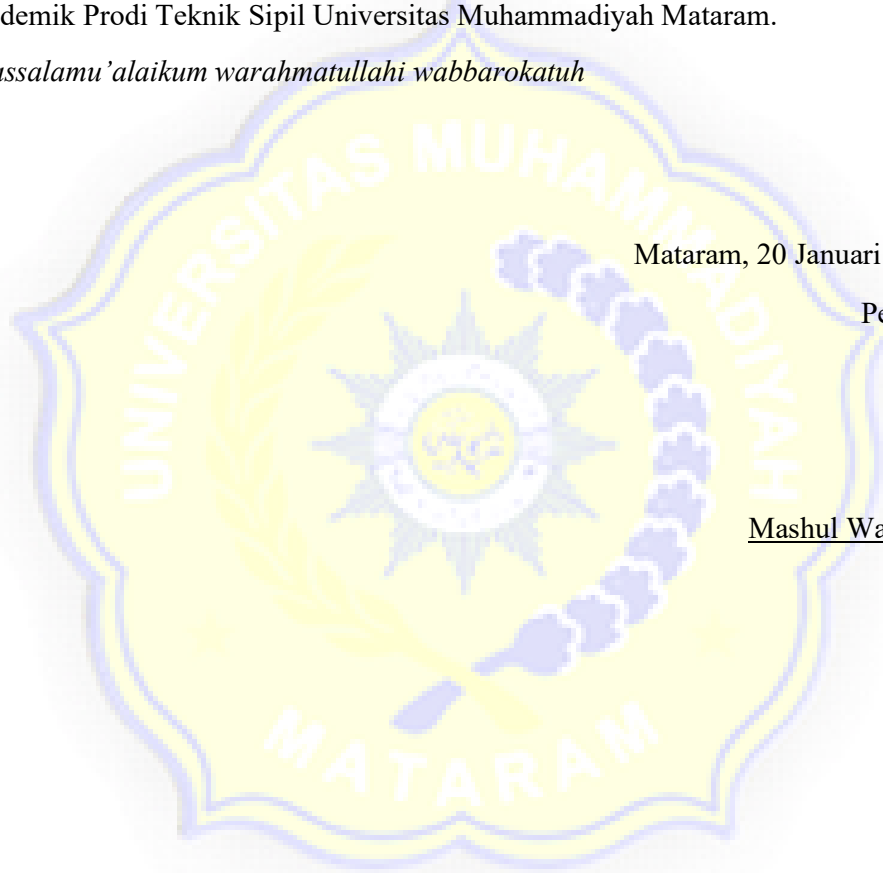 demik Prodi Teknik Sipil Universitas Muhammadiyah Mataram.
ssalamu’alaikum warahmatullahi wabbarokatuh
UNIVERSITAS MUHAMMADIYAH
Mataram, 20 Januari
Pe
Mashul Wa
MATARAM